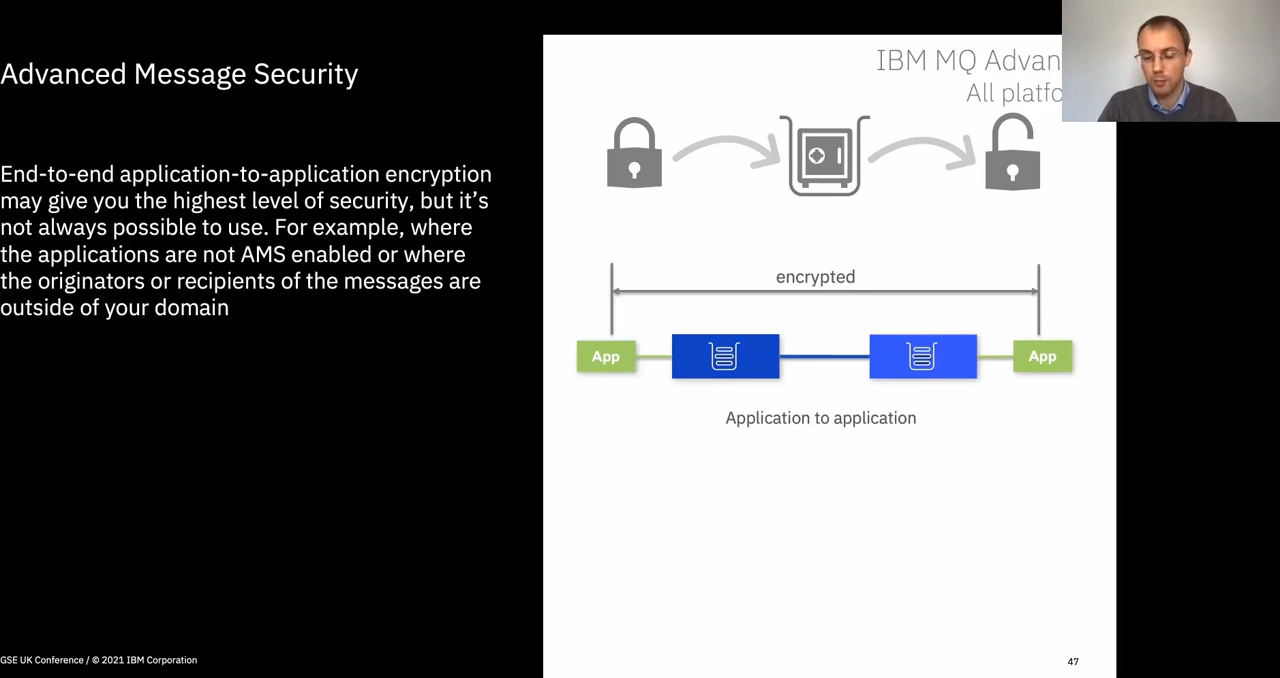 Advanced Message Security
End-to-end application-to-application encryption
may give you the highest level of security, but it’s
not always possible to use. For example, where
the applications are not AMS enabled or where
the originators or recipients of the messages are
outside of your domain
IBM MQ Advan
All platfo
encrypted
App
App
Application to application
GSE UK Conference / © 2021 IBM Corporation
47